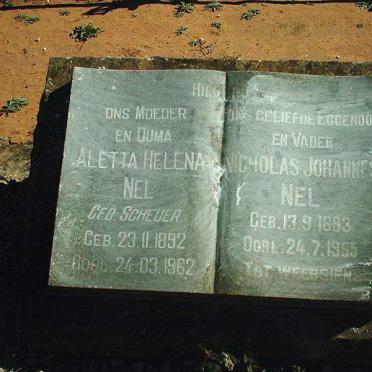 HIER
ONS MOEDER
EN OUMA
ALETTA HELENA
NEL
GEB. SCHEUER
GEB. 23.11.1892
OORL. 24.03.1962
ONS GELIEFDE EGGENOO
EN VADER
NICHOLAS JOHANNES
NEL
GEB. 13.9.1883
OORL. 24.7.1955
TOT WEERSIEN